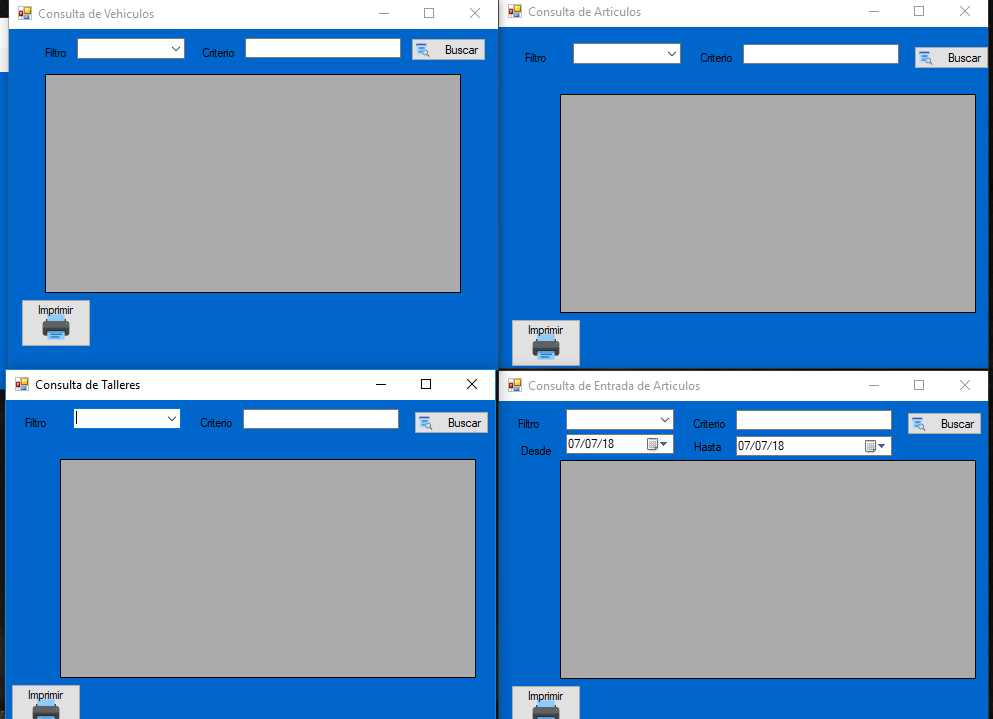 Consulta de Vehiculos
Filtro
Criterio
Buscar
Imprimir
Consulta de Articulos
Filtro
Criterio
Buscar
Imprimir
Consulta de Talleres
Filtro
Criterio
Buscar
Imprimir
Consulta de Entrada de Articulos
Filtro
Criterio
Buscar
Desde
07/07/18
Hasta
07/07/18
Imprimir